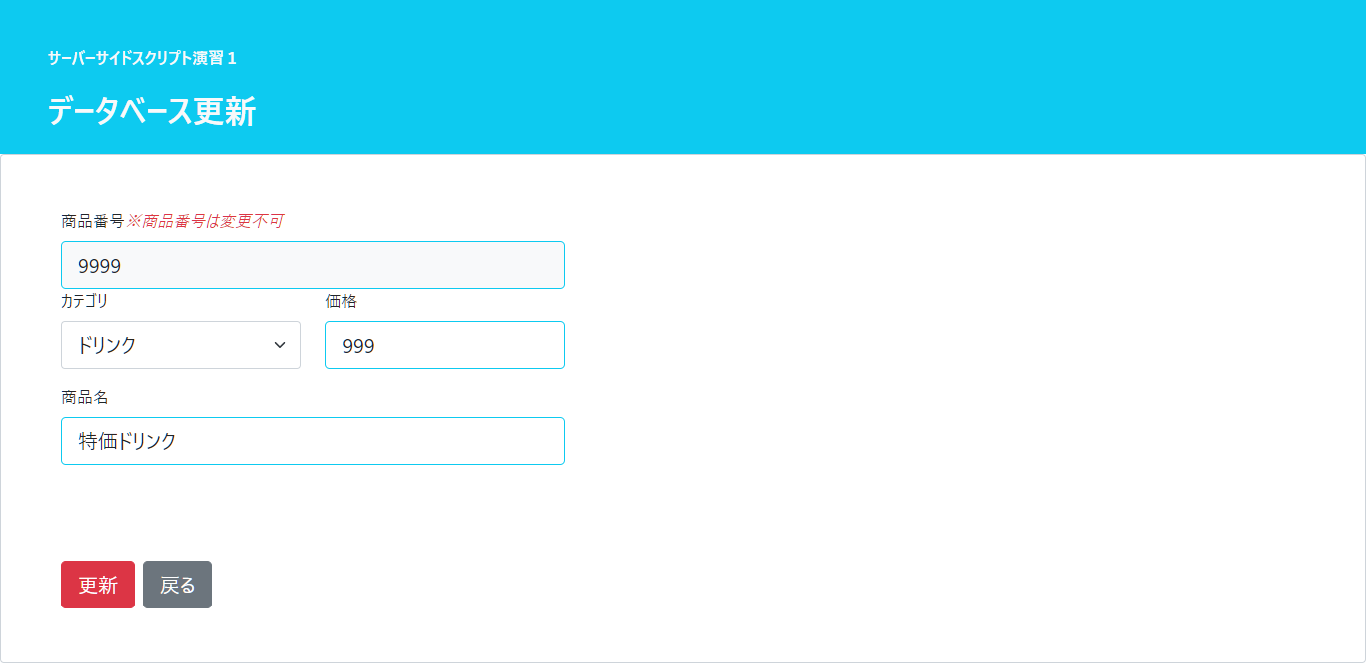 サーバーサイドスクリプト演習1
データベース更新
商品番号※商品番号は変更不可
9999
カテゴリ 価格
ドリンク 999
商品名
特価ドリンク
更新 戻る